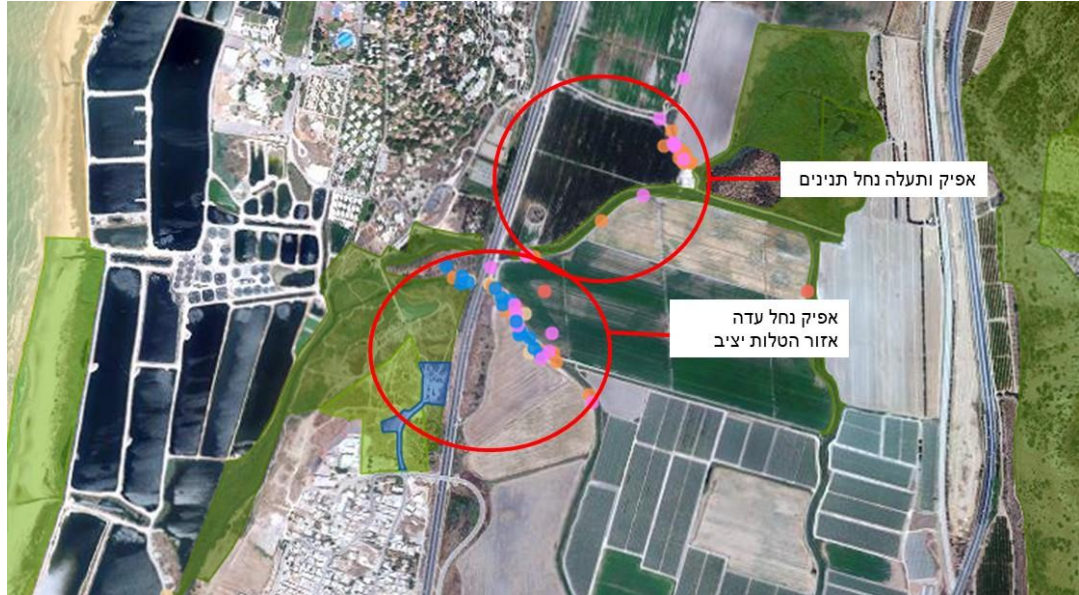 אפיק ותעלה נחל תנינים
אפיק נחל עדה
אזור הטלות יציב